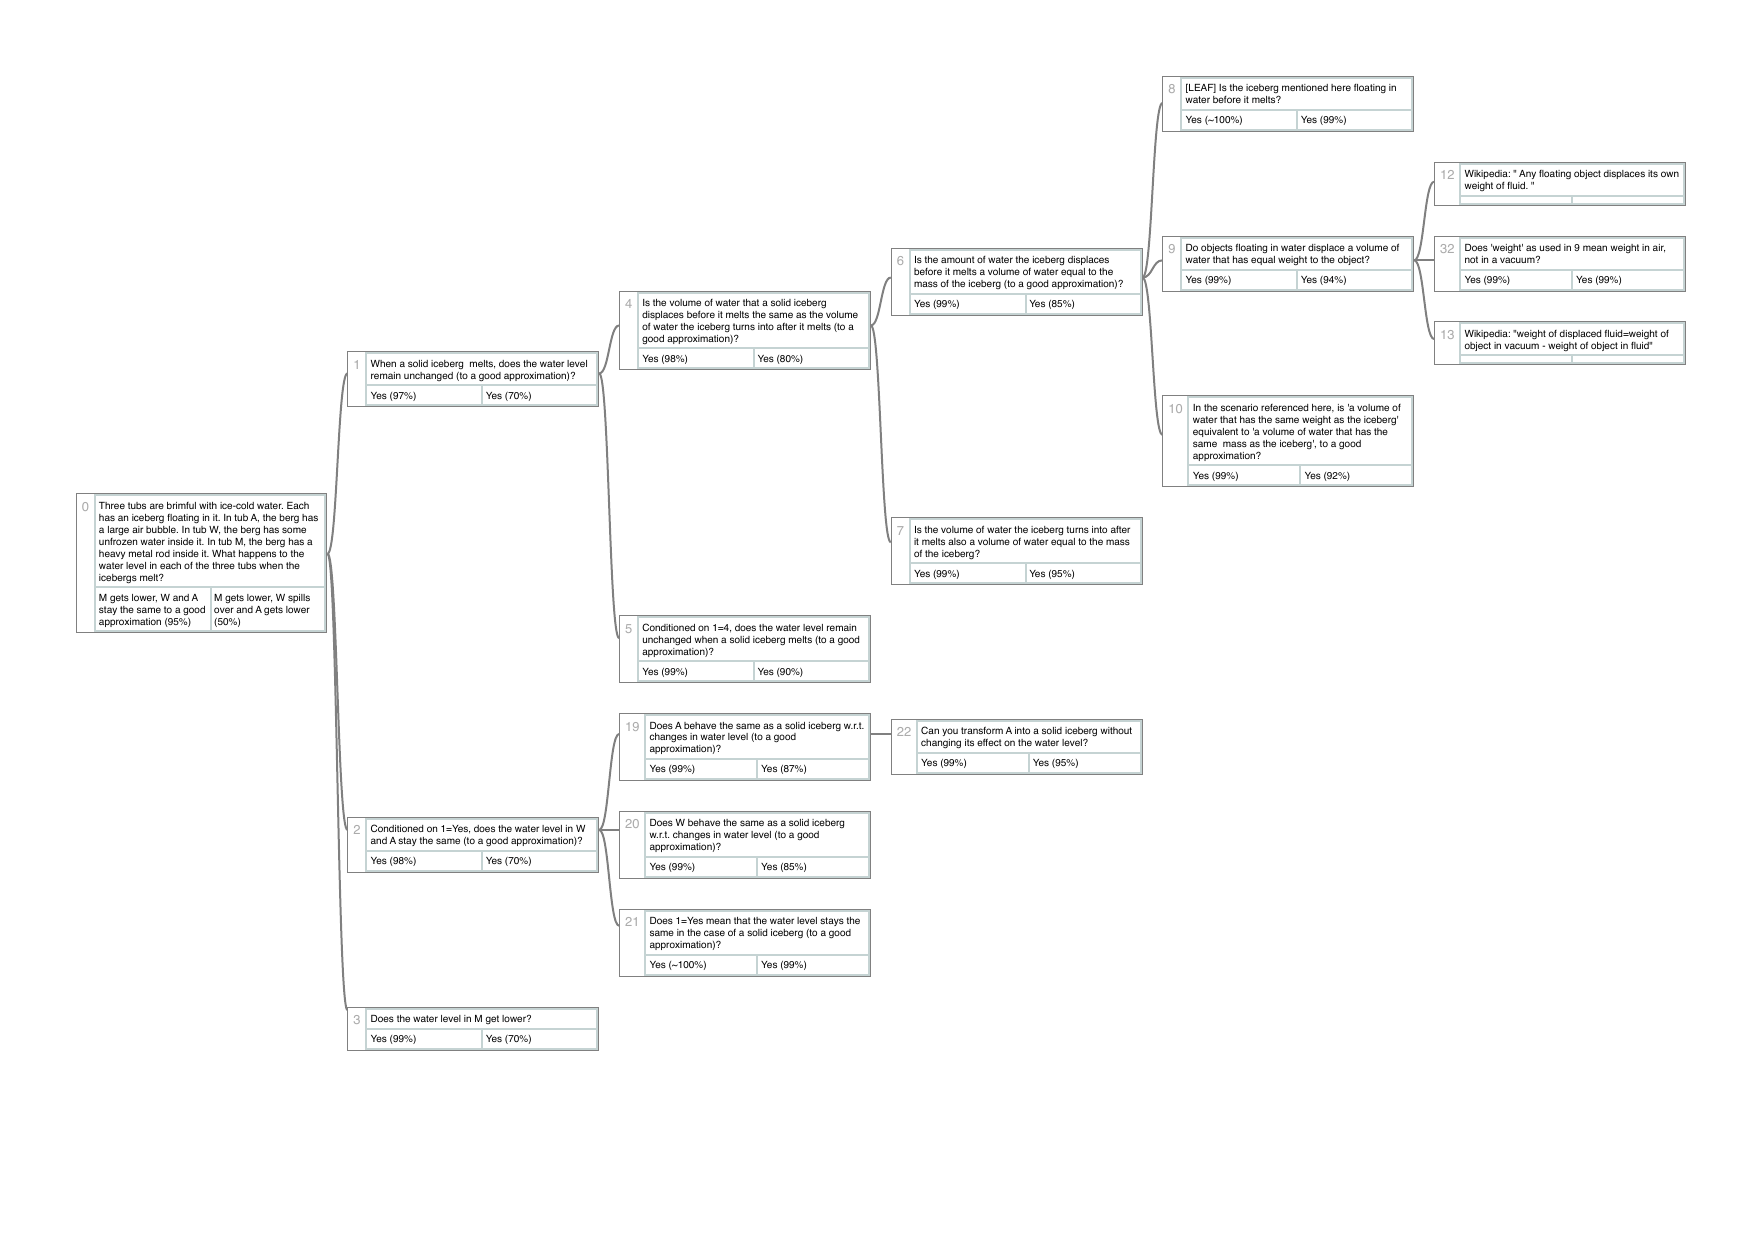 0
Three tubs are brimful with ice-cold water. Each
has an iceberg floating in it. In tub A, the berg has
a large air bubble. In tub W, the berg has some
unfrozen water inside it. In tub M, the berg has a
heavy metal rod inside it. What happens to the
water level in each of the three tubs when the
icebergs melt?
M gets lower, W and A
stay the same to a good
approximation (95%)
M gets lower, W spills
over and A gets lower
(50%)
1
When a solid iceberg  melts, does the water level
remain unchanged (to a good approximation)?
Yes (97%)
Yes (70%)
4
Is the volume of water that a solid iceberg
displaces before it melts the same as the volume
of water the iceberg turns into after it melts (to a
good approximation)?
Yes (98%)
Yes (80%)
6
Is the amount of water the iceberg displaces
before it melts a volume of water equal to the
mass of the iceberg (to a good approximation)?
Yes (99%)
Yes (85%)
8
[LEAF] Is the iceberg mentioned here floating in
water before it melts?
Yes (~100%)
Yes (99%)
9
Do objects floating in water displace a volume of
water that has equal weight to the object?
Yes (99%)
Yes (94%)
12
Wikipedia: " Any floating object displaces its own
weight of fluid. "
32
Does 'weight' as used in 9 mean weight in air,
not in a vacuum?
Yes (99%)
Yes (99%)
13
Wikipedia: "weight of displaced fluid=weight of
object in vacuum - weight of object in fluid"
10
In the scenario referenced here, is 'a volume of
water that has the same weight as the iceberg'
equivalent to 'a volume of water that has the
same  mass as the iceberg', to a good
approximation?
Yes (99%)
Yes (92%)
7
Is the volume of water the iceberg turns into after
it melts also a volume of water equal to the mass
of the iceberg?
Yes (99%)
Yes (95%)
5
Conditioned on 1=4, does the water level remain
unchanged when a solid iceberg melts (to a good
approximation)?
Yes (99%)
Yes (90%)
2
Conditioned on 1=Yes, does the water level in W
and A stay the same (to a good approximation)?
Yes (98%)
Yes (70%)
19
Does A behave the same as a solid iceberg w.r.t.
changes in water level (to a good
approximation)?
Yes (99%)
Yes (87%)
22
Can you transform A into a solid iceberg without
changing its effect on the water level?
Yes (99%)
Yes (95%)
20
Does W behave the same as a solid iceberg
w.r.t. changes in water level (to a good
approximation)?
Yes (99%)
Yes (85%)
21
Does 1=Yes mean that the water level stays the
same in the case of a solid iceberg (to a good
approximation)?
Yes (~100%)
Yes (99%)
3
Does the water level in M get lower?
Yes (99%)
Yes (70%)